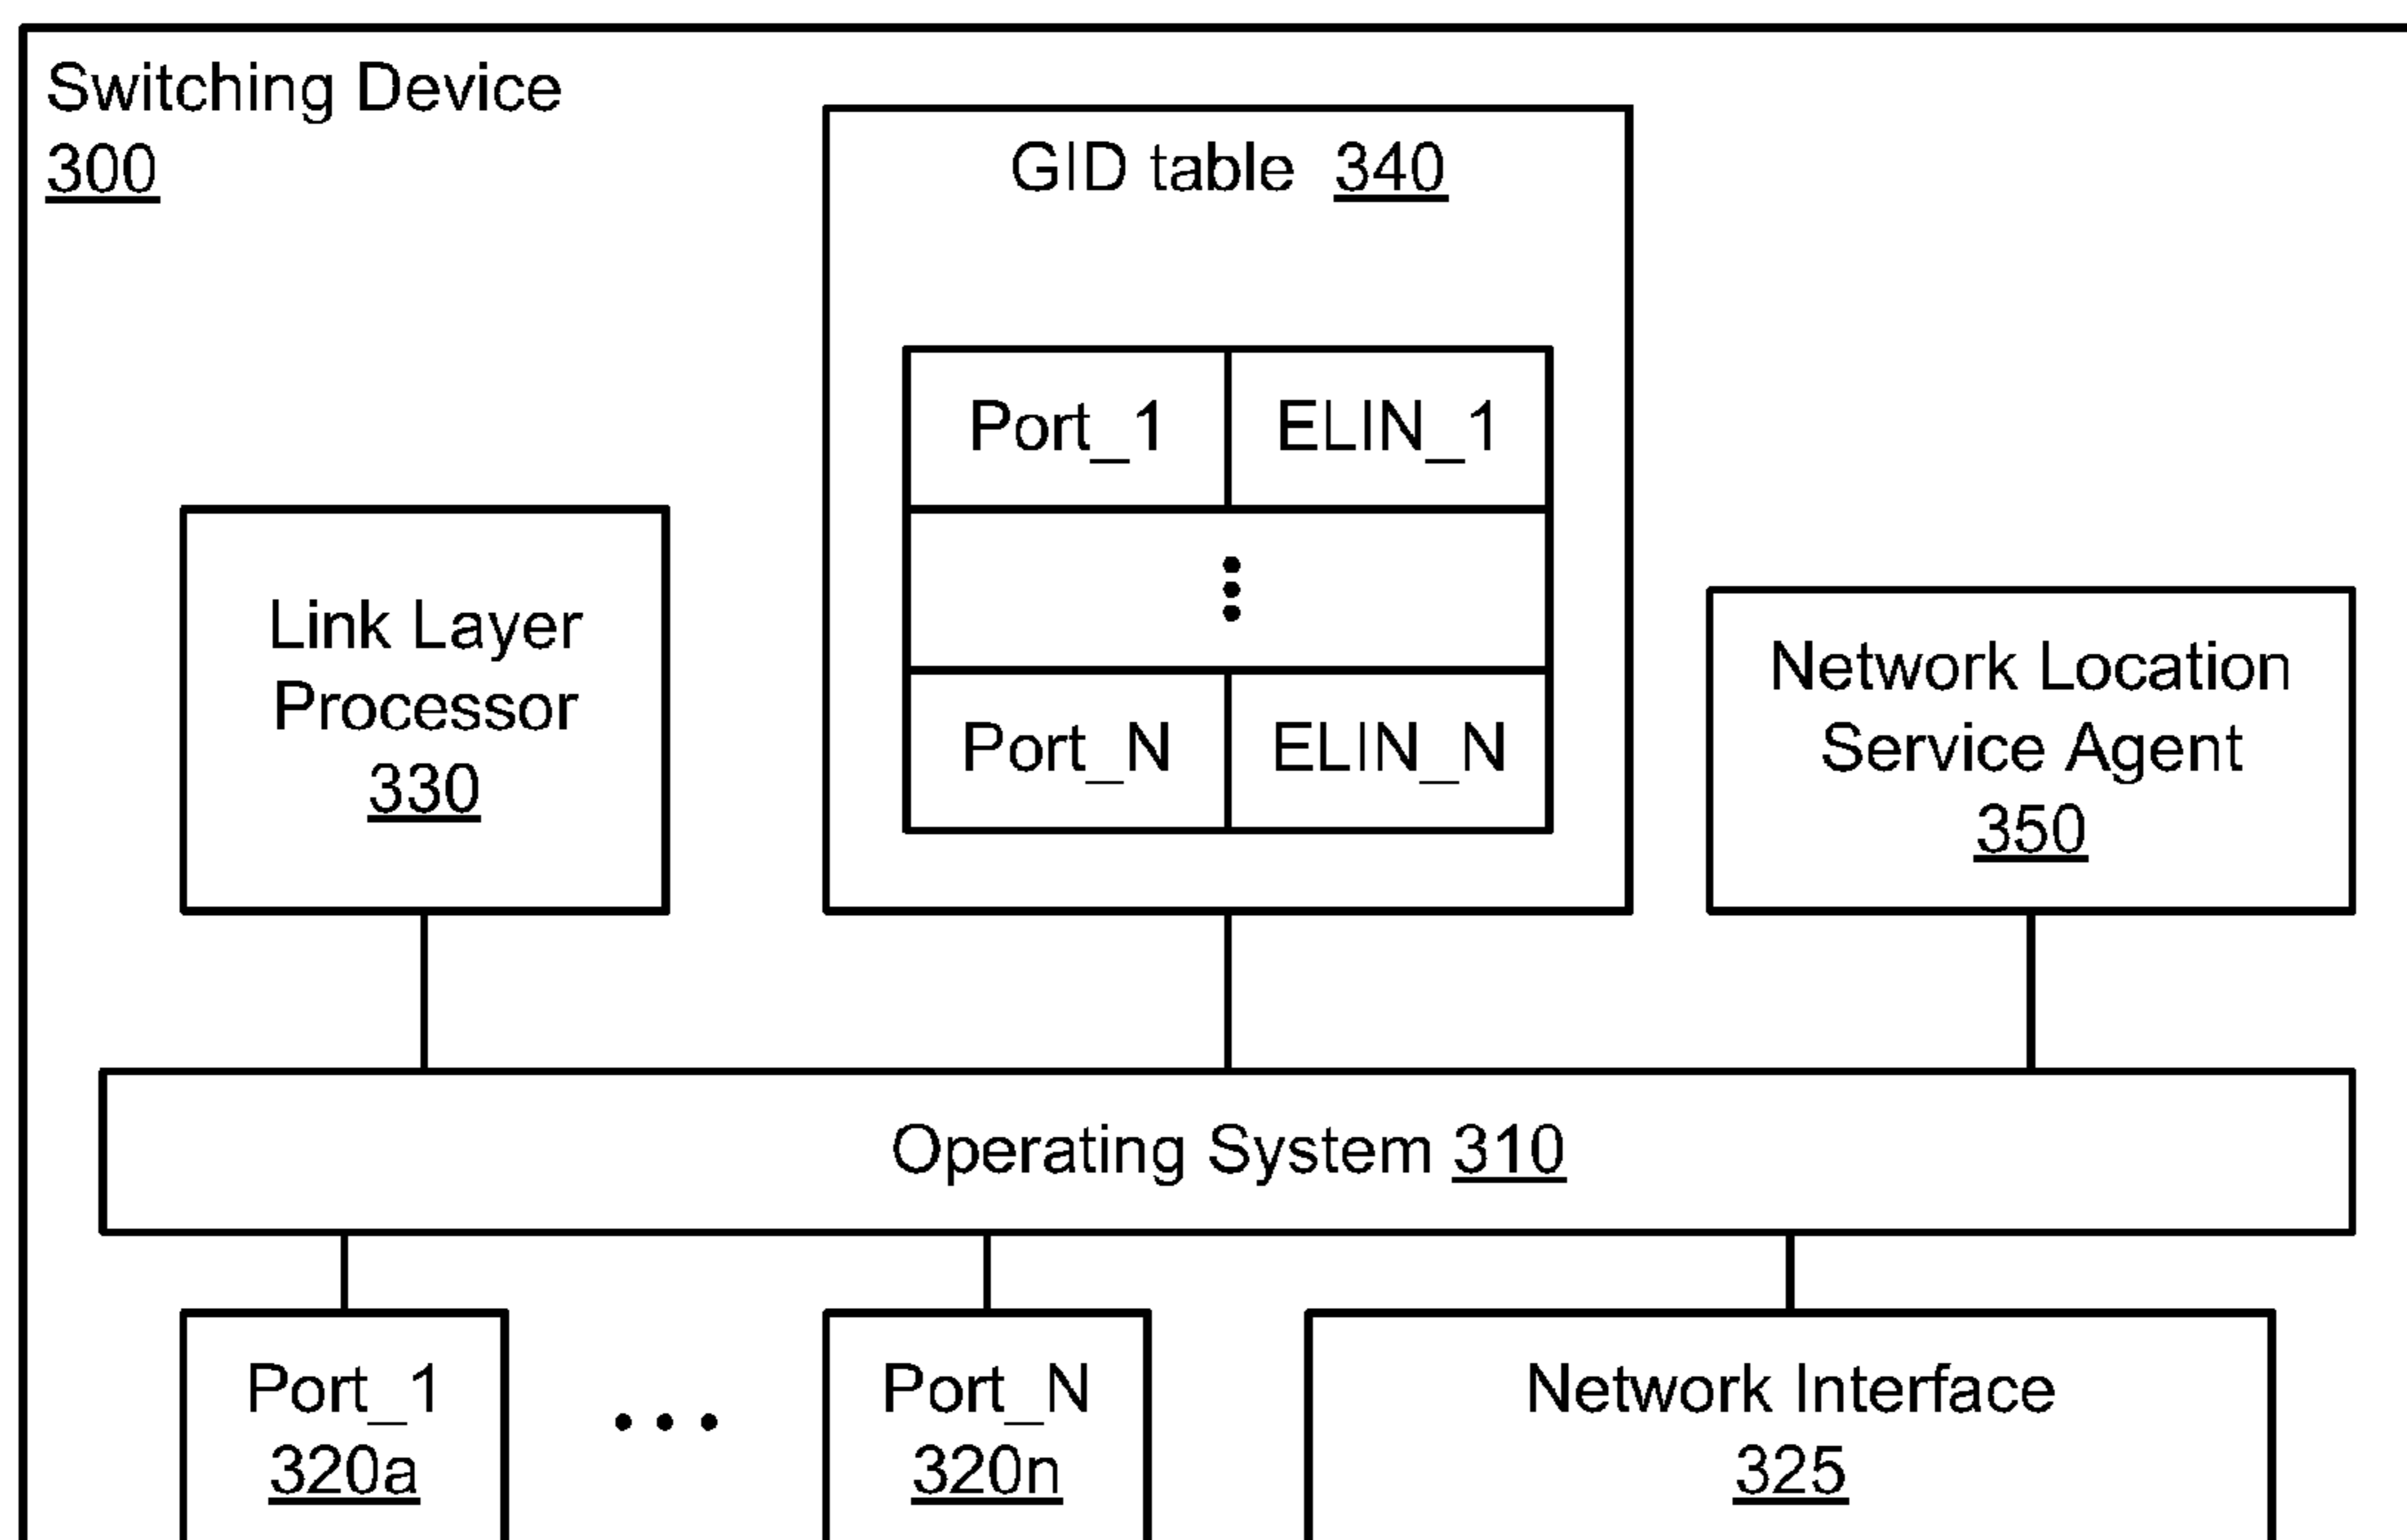 Switching Device
300
GID table 340
Port_1 ELIN_1
Port_N ELIN_N
Link Layer
Processor
330
Network Location
Service Agent
350
Operating System 310
Port_1
320a
Port_N
320n
Network Interface
325